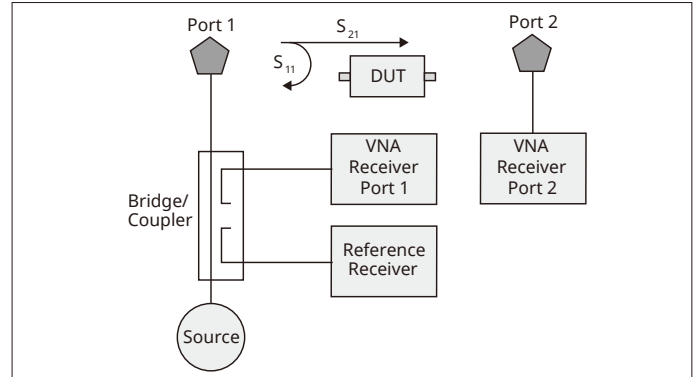 Port 1
S21
Port 2
S11
DUT
VNA
Receiver
Port 1
VNA
Receiver
Port 2
Bridge/
Coupler
Reference
Receiver
Source